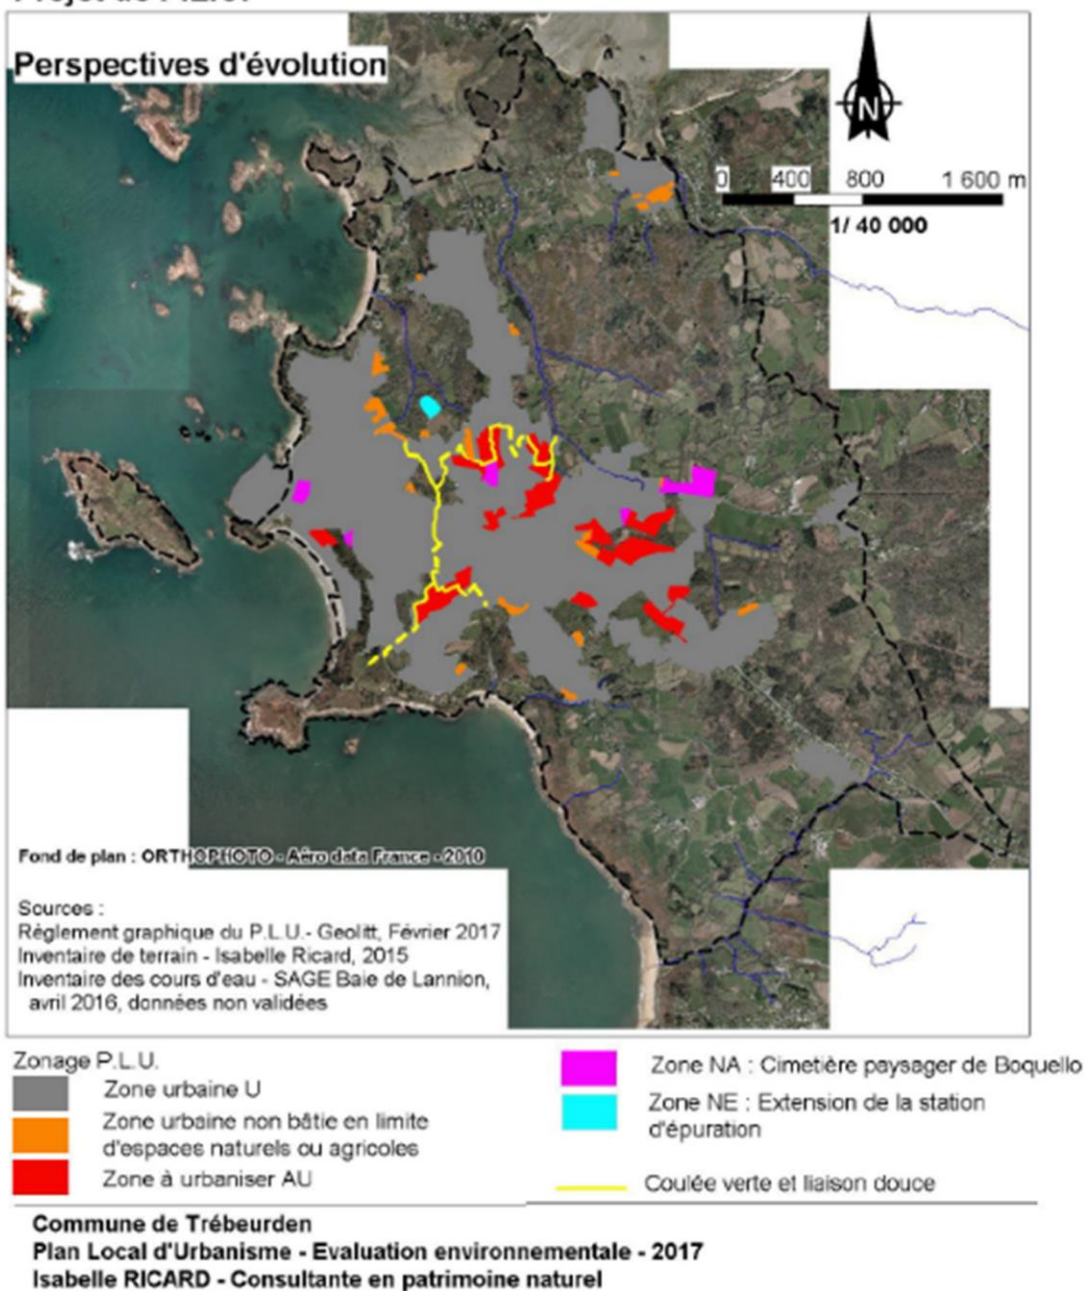 Projet de P.L.U.
Perspectives d'évolution
N
0 400 800 1 600 m
1/ 40 000
Fond de plan : ORTHOPHOTO - Aéro data France - 2010
Sources :
Règlement graphique du P.L.U.- Geolitt, Février 2017
Inventaire de terrain - Isabelle Ricard, 2015
Inventaire des cours d'eau - SAGE Baie de Lannion,
avril 2016, données non validées
Zonage P.L.U.
Zone urbaine U
Zone urbaine non bâtie en limite
d'espaces naturels ou agricoles
Zone à urbaniser AU
Zone NA : Cimetière paysager de Boquello
Zone NE : Extension de la station
d'épuration
Coulée verte et liaison douce
Commune de Trébeurden
Plan Local d'Urbanisme - Evaluation environnementale - 2017
Isabelle RICARD - Consultante en patrimoine naturel